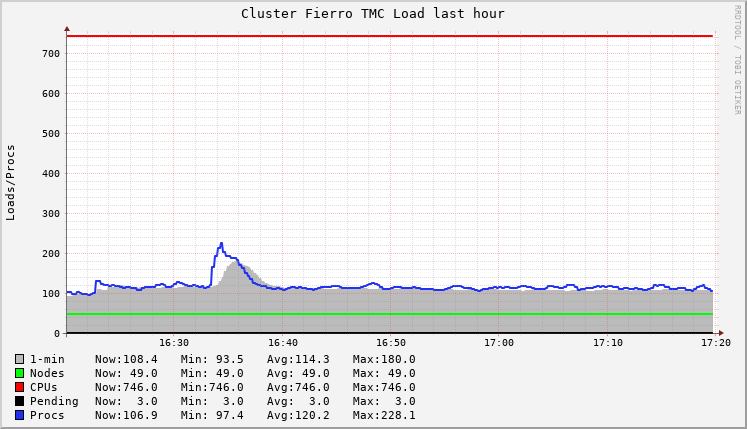 Cluster Fierro TMC Load last hour
RRDTOOL / TOBI OETIKER
Loads/Procs
700
600
500
400
300
200
100
0
16:30 16:40 16:50 17:00 17:10 17:20
1-min Now:108.4 Min: 93.5 Avg:114.3 Max:180.0
Nodes Now: 49.0 Min: 49.0 Avg: 49.0 Max: 49.0
CPUs Now:746.0 Min:746.0 Avg:746.0 Max:746.0
Pending Now: 3.0 Min: 3.0 Avg: 3.0 Max: 3.0
Procs Now:106.9 Min: 97.4 Avg:120.2 Max:228.1